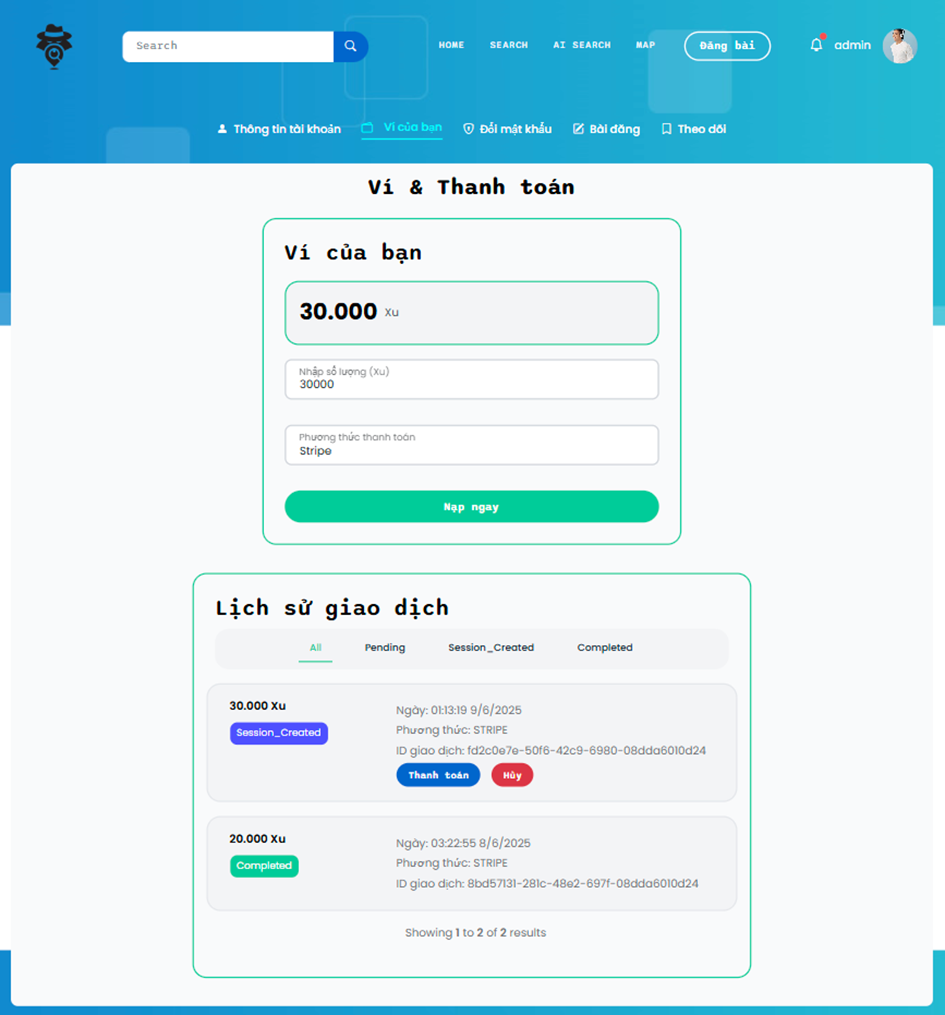 Search
HOME SEARCH AI SEARCH MAP Đăng bài admin
Thông tin tài khoản Ví của bạn Đổi mật khẩu Bài đăng Theo dõi
Ví & Thanh toán
Ví của bạn
30.000 Xu
Nhập số lượng (Xu)
30000
Phương thức thanh toán
Stripe
Nạp ngay
Lịch sử giao dịch
All Pending Session_Created Completed
30.000 Xu
Session_Created
Ngày: 01:13:19 9/6/2025
Phương thức: STRIPE
ID giao dịch: fd2c0e7e-50f6-42c9-6980-08dda6010d24
Thanh toán Hủy
20.000 Xu
Completed
Ngày: 03:22:55 8/6/2025
Phương thức: STRIPE
ID giao dịch: 8bd57131-281c-48e2-697f-08dda6010d24
Showing 1 to 2 of 2 results